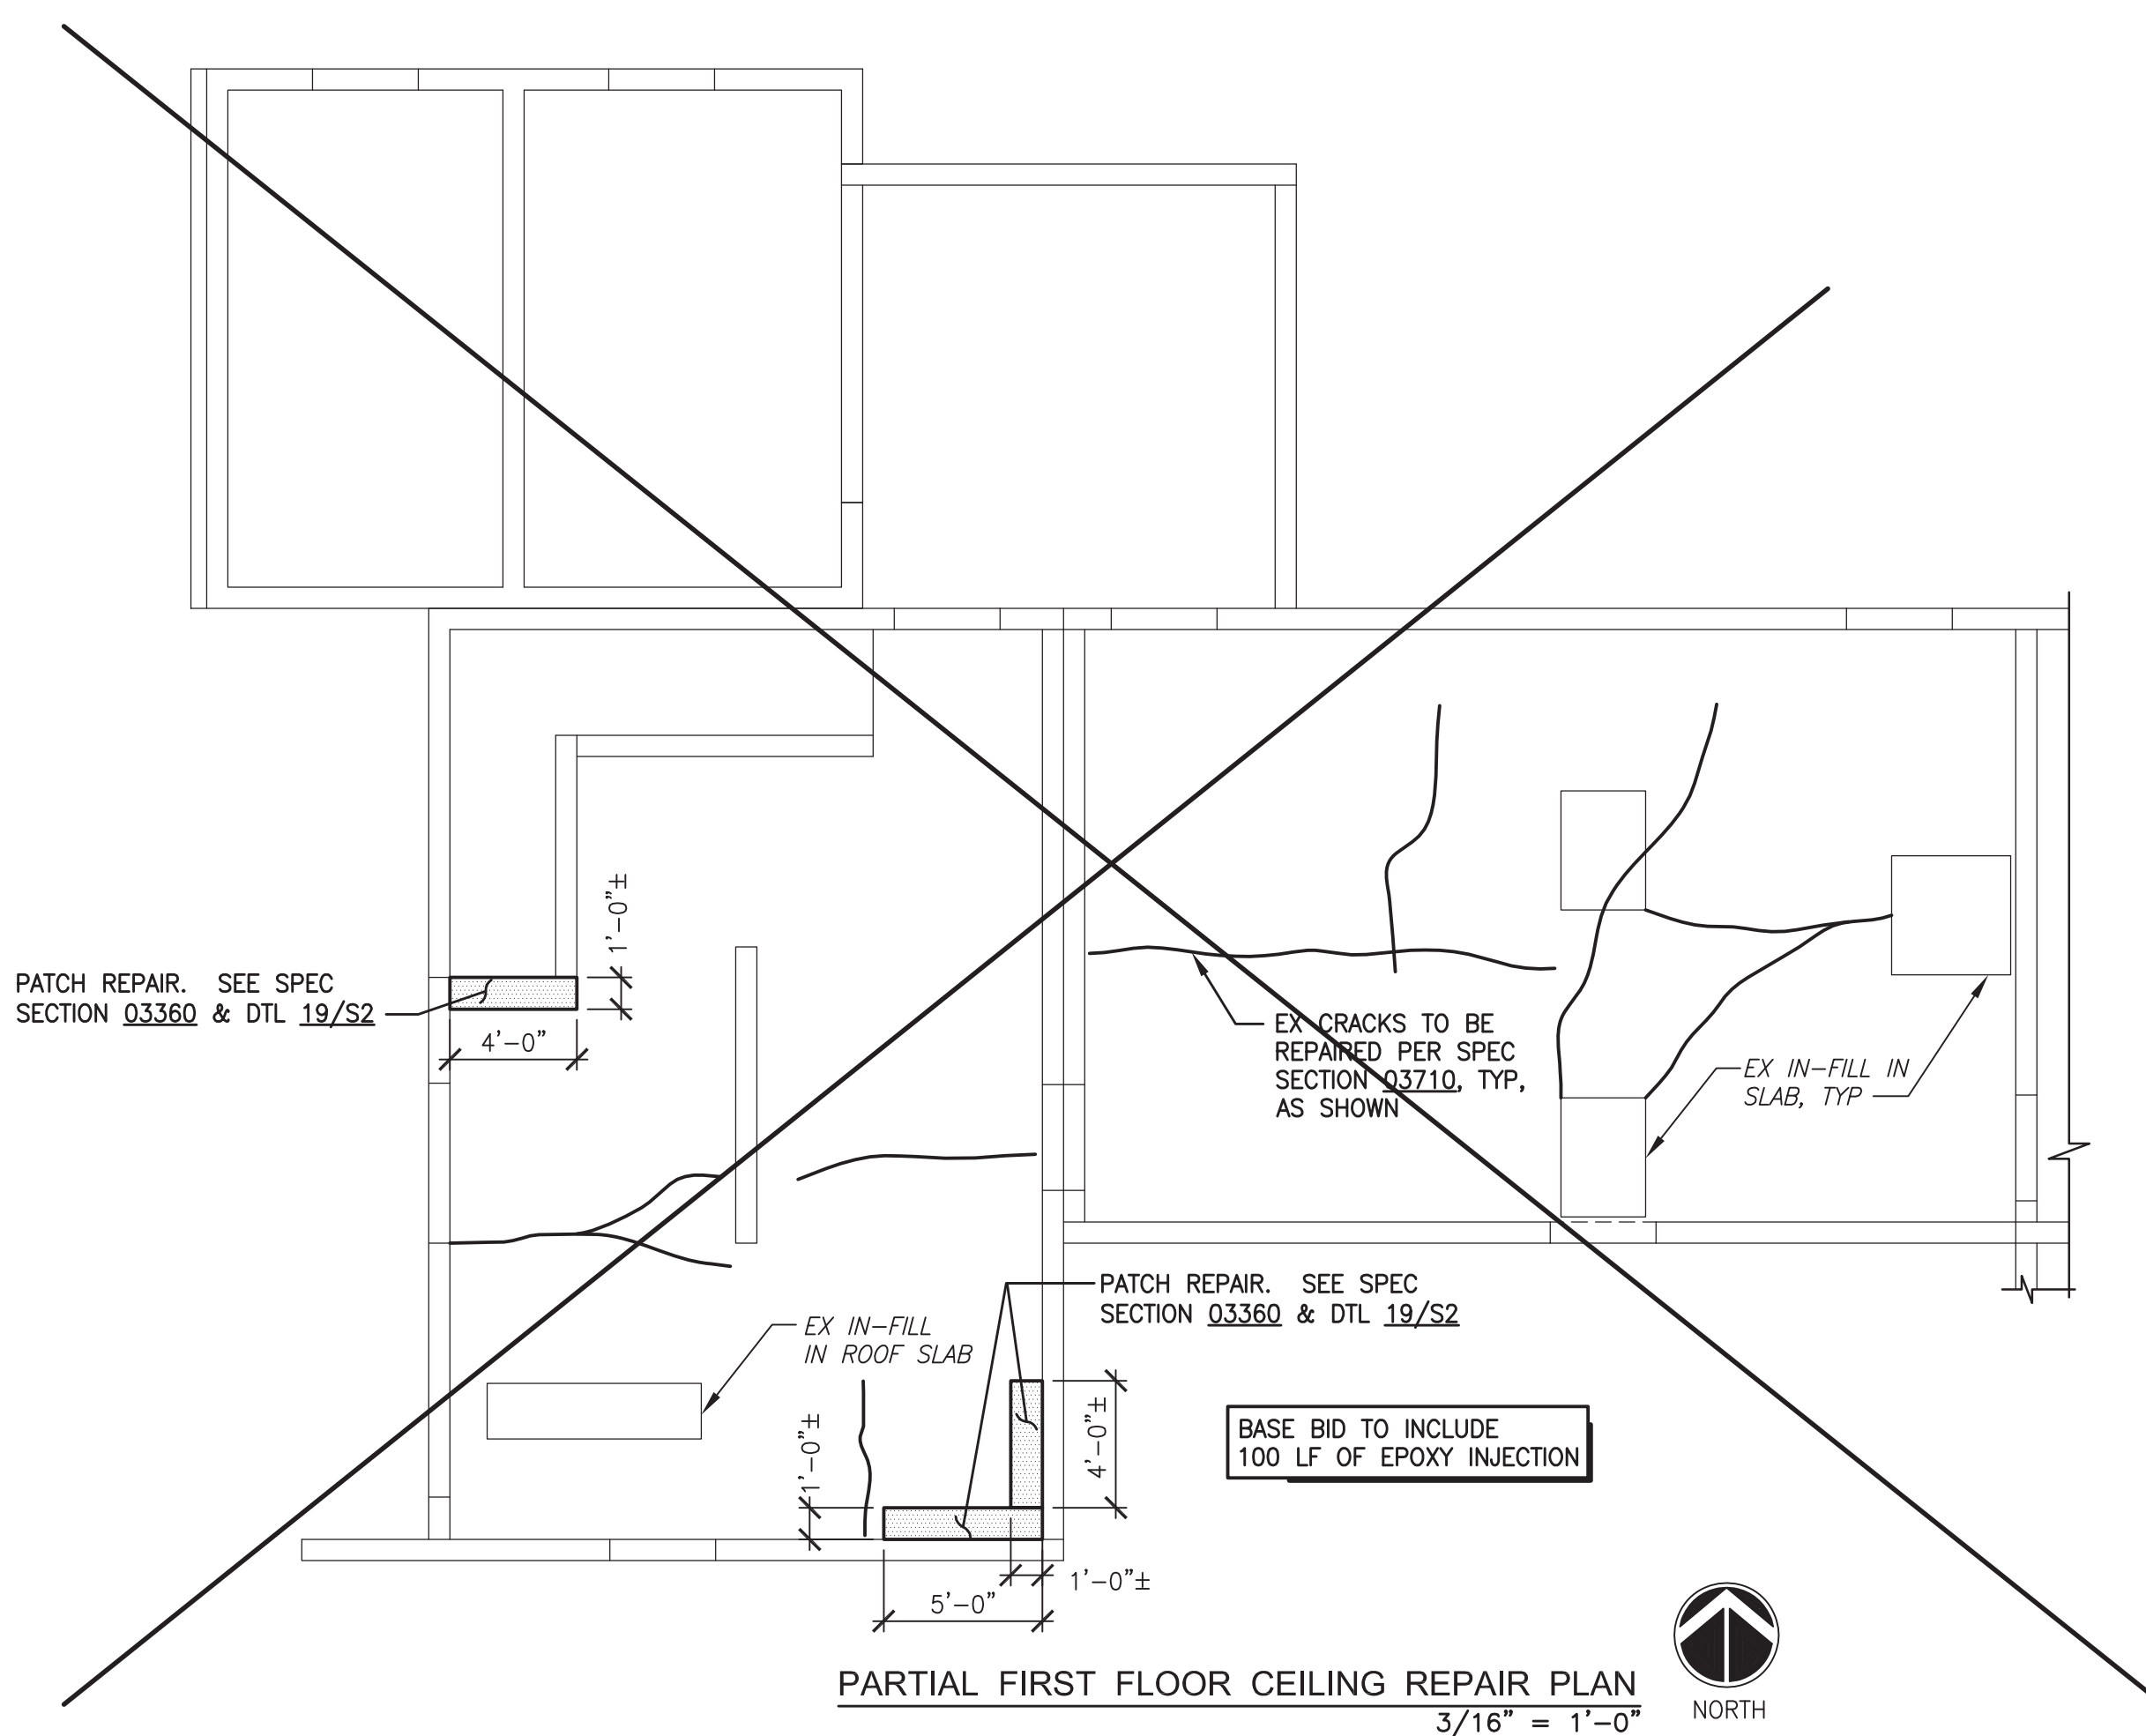 1'-0"±
PATCH REPAIR. SEE SPEC
SECTION 03360 & DTL 19/S2
4'-0"
EX CRACKS TO BE
REPAIRED PER SPEC
SECTION 03710, TYP,
AS SHOWN
EX IN-FILL IN
SLAB, TYP
PATCH REPAIR. SEE SPEC
SECTION 03360 & DTL 19/S2
EX IN-FILL
IN ROOF SLAB
1'-0"±
4'-0"±
BASE BID TO INCLUDE
100 LF OF EPOXY INJECTION
1'-0"±
5'-0"
PARTIAL FIRST FLOOR CEILING REPAIR PLAN
3/16" = 1'-0"
NORTH